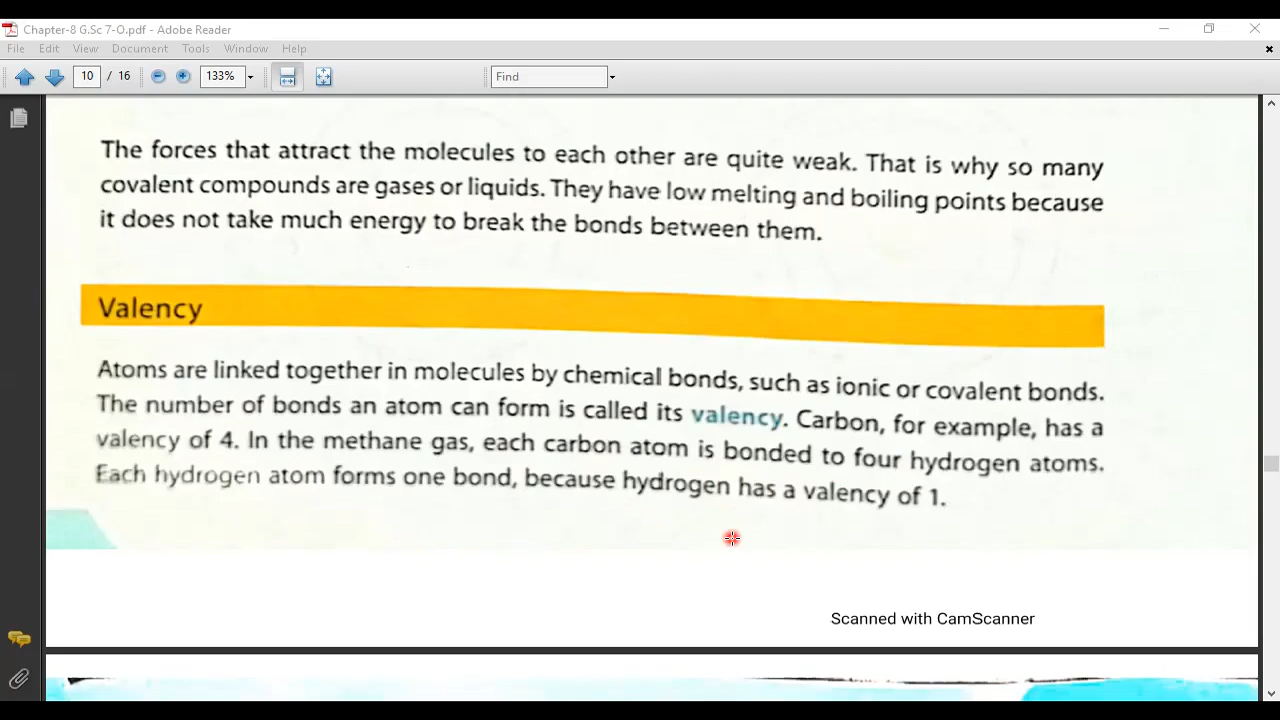 Chapter-8 G.Sc 7-O.pdf - Adobe Reader
File Edit View Document Tools Window Help
10 / 16 133% Find
The forces that attract the molecules to each other are quite weak. That is why so many
covalent compounds are gases or liquids. They have low melting and boiling points because
it does not take much energy to break the bonds between them.
Valency
Atoms are linked together in molecules by chemical bonds, such as ionic or covalent bonds.
The number of bonds an atom can form is called its valency. Carbon, for example, has a
valency of 4. In the methane gas, each carbon atom is bonded to four hydrogen atoms.
Each hydrogen atom forms one bond, because hydrogen has a valency of 1.
Scanned with CamScanner